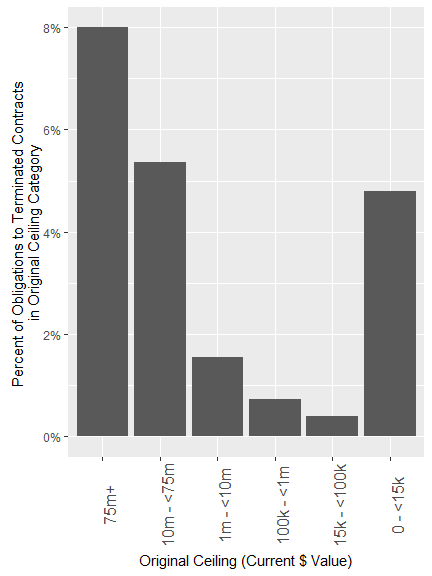 Percent of Obligations to Terminated Contracts
in Original Ceiling Category
8%
6%
4%
2%
0%
75m+
10m - <75m
1m - <10m
100k - <1m
15k - <100k
0 - <15k
Original Ceiling (Current $ Value)